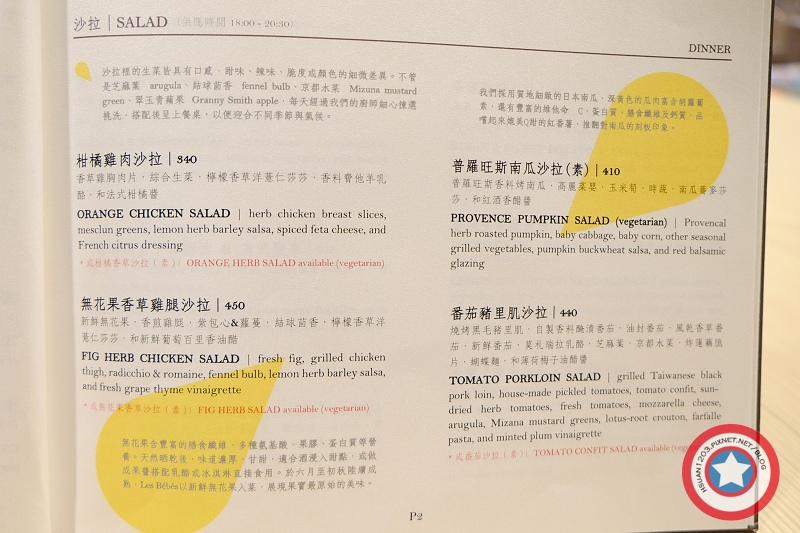 沙拉 | SALAD (供應時間 18:00 ~ 20:30)
DINNER
沙拉裡的生菜皆具有口感、甜味、辣味、脆度或顏色的細微差異。不管
是芝麻葉 arugula、結球茴香 fennel bulb、京都水菜 Mizuna mustard
green、翠玉青蘋果 Granny Smith apple，每天經過我們的廚師細心揀選
挑洗、搭配後呈上餐桌，以便迎合不同季節與氣候。
柑橘雞肉沙拉 | 340
香草雞胸肉片、綜合生菜、檸檬香草洋薏仁莎莎、香料費他羊乳
酪、和法式柑橘醬
ORANGE CHICKEN SALAD | herb chicken breast slices,
mesclun greens, lemon herb barley salsa, spiced feta cheese, and
French citrus dressing
*或柑橘香草沙拉（素）| ORANGE HERB SALAD available (vegetarian)
無花果香草雞腿沙拉 | 450
新鮮無花果、香煎雞腿、紫包心&蘿蔓、結球茴香、檸檬香草洋
薏仁莎莎、和新鮮葡萄百里香油醋
FIG HERB CHICKEN SALAD | fresh fig, grilled chicken
thigh, radicchio & romaine, fennel bulb, lemon herb barley salsa,
and fresh grape thyme vinaigrette
*或無花果香草沙拉（素）| FIG HERB SALAD available (vegetarian)
無花果含豐富的膳食纖維、多種氨基酸、果膠、蛋白質等營
養。天然晒乾後，味道濃厚、甘甜，適合酒浸入甜點，或做
成果醬搭配乳酪或冰淇淋直接食用。於六月至初秋陸續成
熟，Les Bébés以新鮮無花果入菜，展現果實最原始的美味。
我們採用質地細緻的日本南瓜，深黃色的瓜肉富含胡蘿蔔
素，還有豐富的維他命 C、蛋白質、膳食纖維及鈣質，品
嚐起來媲美Q甜的紅番薯，推翻對南瓜的刻板印象。
普羅旺斯南瓜沙拉(素) | 410
普羅旺斯香料烤南瓜、高麗菜嬰、玉米筍、時蔬、南瓜蕎麥莎
莎、和紅酒香醋醬
PROVENCE PUMPKIN SALAD (vegetarian) | Provencal
herb roasted pumpkin, baby cabbage, baby corn, other seasonal
grilled vegetables, pumpkin buckwheat salsa, and red balsamic
glazing
番茄豬里肌沙拉 | 440
燒烤黑毛豬里肌、自製香料醃漬番茄、油封番茄、風乾香草番
茄、新鮮番茄、莫札瑞拉乳酪、芝麻葉、京都水菜、炸蓮藕脆
片、蝴蝶麵、和薄荷梅子油醋醬
TOMATO PORKLOIN SALAD | grilled Taiwanese black
pork loin, house-made pickled tomatoes, tomato confit, sun-
dried herb tomatoes, fresh tomatoes, mozzarella cheese,
arugula, Mizana mustard greens, lotus-root crouton, farfalle
pasta, and minted plum vinaigrette
*或番茄沙拉（素）| TOMATO CONFIT SALAD available
P2
HSUAN1203.PIXNET.NET/BLOG